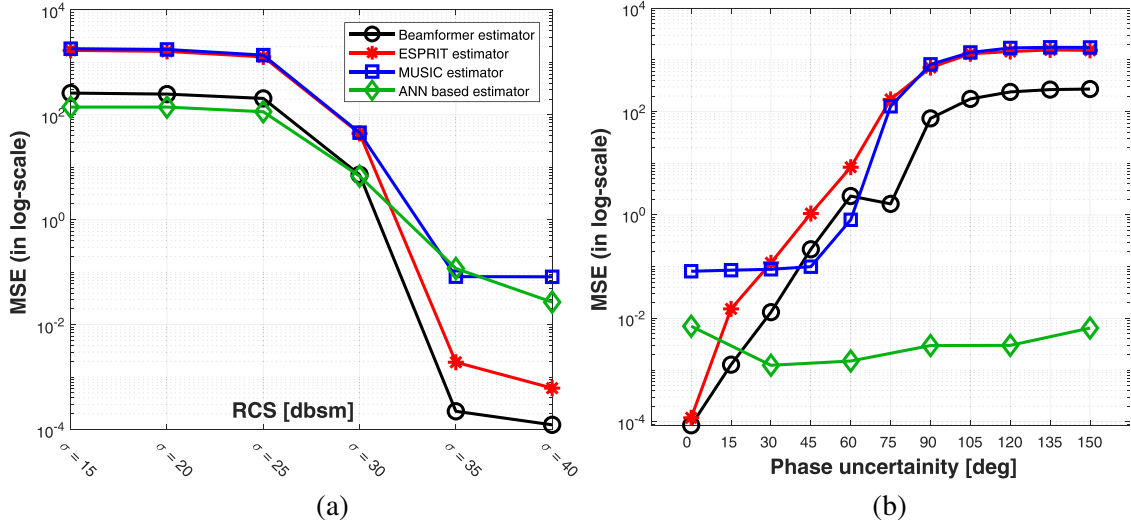 10^4
10^2
10^0
10^-2
10^-4
MSE (in log-scale)
Beamformer estimator
ESPRIT estimator
MUSIC estimator
ANN based estimator
RCS [dbsm]
σ = 15
σ = 20
σ = 25
σ = 30
σ = 35
σ = 40
(a)
10^4
10^2
10^0
10^-2
10^-4
MSE (in log-scale)
0 15 30 45 60 75 90 105 120 135 150
Phase uncertainity [deg]
(b)